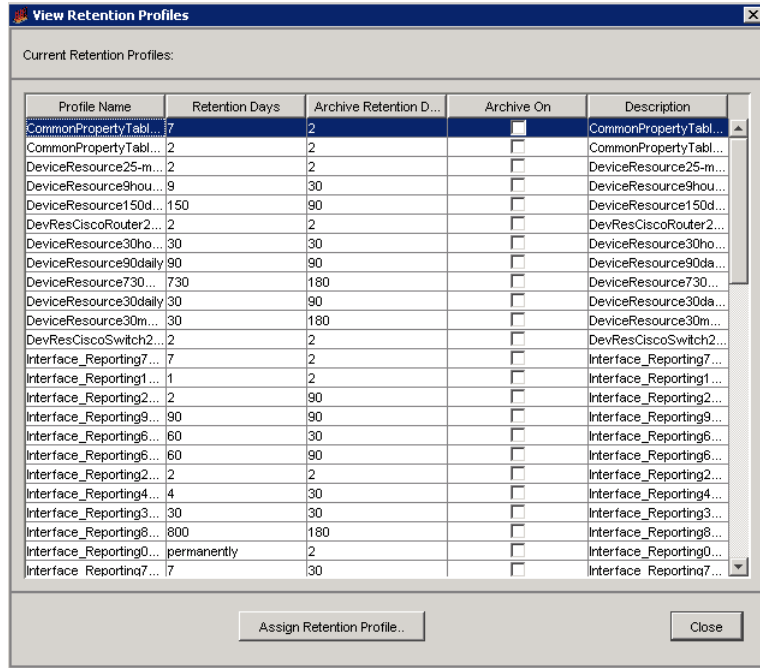 View Retention Profiles
Current Retention Profiles:
Profile Name Retention Days Archive Retention D... Archive On Description
CommonPropertyTabl... 7 2 CommonPropertyTabl...
CommonPropertyTabl... 2 2 CommonPropertyTabl...
DeviceResource25-m... 2 2 DeviceResource25-m...
DeviceResource9hou... 9 30 DeviceResource9hou...
DeviceResource150d... 150 90 DeviceResource150d...
DevResCiscoRouter2... 2 2 DevResCiscoRouter2...
DeviceResource30ho... 30 30 DeviceResource30ho...
DeviceResource90daily 90 90 DeviceResource90da...
DeviceResource730... 730 180 DeviceResource730...
DeviceResource30daily 30 90 DeviceResource30da...
DeviceResource30m... 30 180 DeviceResource30m...
DevResCiscoSwitch2... 2 2 DevResCiscoSwitch2...
Interface_Reporting7... 7 2 Interface_Reporting7...
Interface_Reporting1... 1 2 Interface_Reporting1...
Interface_Reporting2... 2 90 Interface_Reporting2...
Interface_Reporting9... 90 90 Interface_Reporting9...
Interface_Reporting6... 60 30 Interface_Reporting6...
Interface_Reporting6... 60 90 Interface_Reporting6...
Interface_Reporting2... 2 2 Interface_Reporting2...
Interface_Reporting4... 4 30 Interface_Reporting4...
Interface_Reporting3... 30 30 Interface_Reporting3...
Interface_Reporting8... 800 180 Interface_Reporting8...
Interface_Reporting0... permanently 2 Interface_Reporting0...
Interface_Reporting7... 7 30 Interface_Reporting7...
Assign Retention Profile.. Close